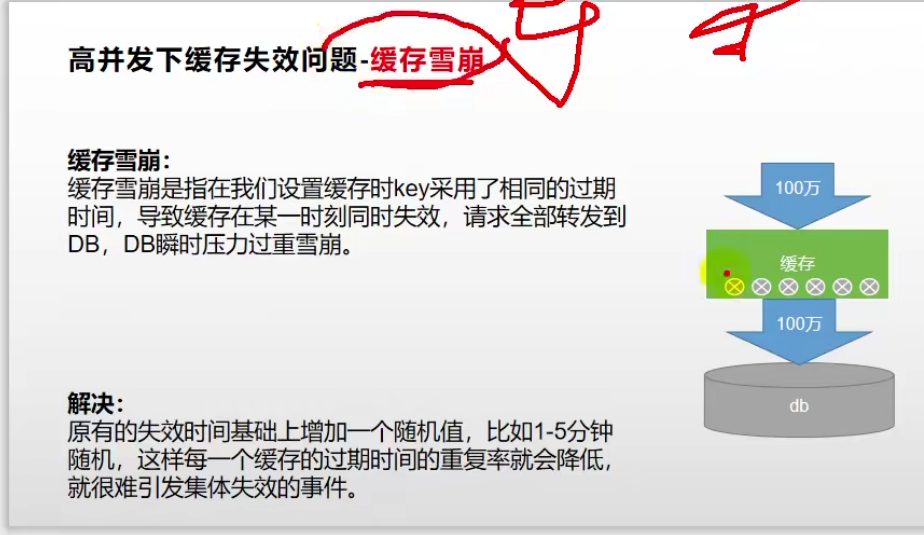 高并发下缓存失效问题-缓存雪崩
缓存雪崩：
缓存雪崩是指在我们设置缓存时key采用了相同的过期
时间，导致缓存在某一时刻同时失效，请求全部转发到
DB，DB瞬时压力过重雪崩。
100万
缓存
100万
db
解决：
原有的失效时间基础上增加一个随机值，比如1-5分钟
随机，这样每一个缓存的过期时间的重复率就会降低，
就很难引发集体失效的事件。